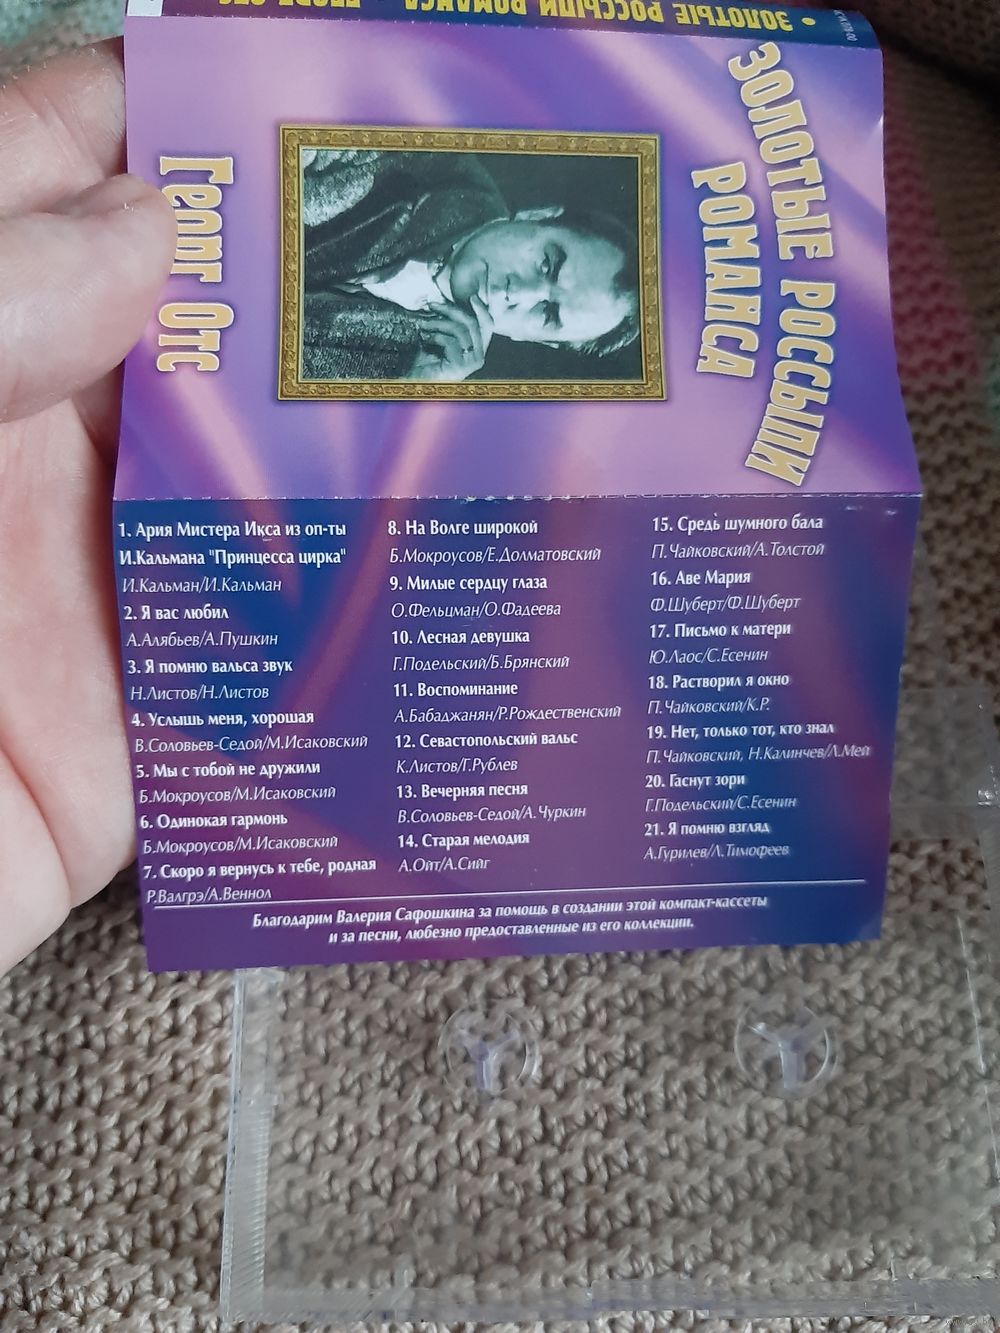 • ЗОЛОТЫЕ РОССЫПИ РОМАНСА
ЗОЛОТЫЕ РОССЫПИ
РОМАНСА
Георг Отс
1. Ария Мистера Икса из оп-ты
И.Кальмана "Принцесса цирка"
И.Кальман/И.Кальман
2. Я вас любил
А.Алябьев/А.Пушкин
3. Я помню вальса звук
Н.Листов/Н.Листов
4. Услышь меня, хорошая
В.Соловьев-Седой/М.Исаковский
5. Мы с тобой не дружили
Б.Мокроусов/М.Исаковский
6. Одинокая гармонь
Б.Мокроусов/М.Исаковский
7. Скоро я вернусь к тебе, родная
Р.Валгрэ/А.Веннол
8. На Волге широкой
Б.Мокроусов/Е.Долматовский
9. Милые сердцу глаза
О.Фельцман/О.Фадеева
10. Лесная девушка
Г.Подельский/Б.Брянский
11. Воспоминание
А.Бабаджанян/Р.Рождественский
12. Севастопольский вальс
К.Листов/Г.Рублев
13. Вечерняя песня
В.Соловьев-Седой/А.Чуркин
14. Старая мелодия
А.Ойт/А.Сийг
15. Средь шумного бала
П.Чайковский/А.Толстой
16. Аве Мария
Ф.Шуберт/Ф.Шуберт
17. Письмо к матери
Ю.Лаос/С.Есенин
18. Растворил я окно
П.Чайковский/К.Р.
19. Нет, только тот, кто знал
П.Чайковский, Н.Калинчев/Л.Мей
20. Гаснут зори
Г.Подельский/С.Есенин
21. Я помню взгляд
А.Гурилев/Л.Тимофеев
Благодарим Валерия Сафошкина за помощь в создании этой компакт-кассеты
и за песни, любезно предоставленные из его коллекции.